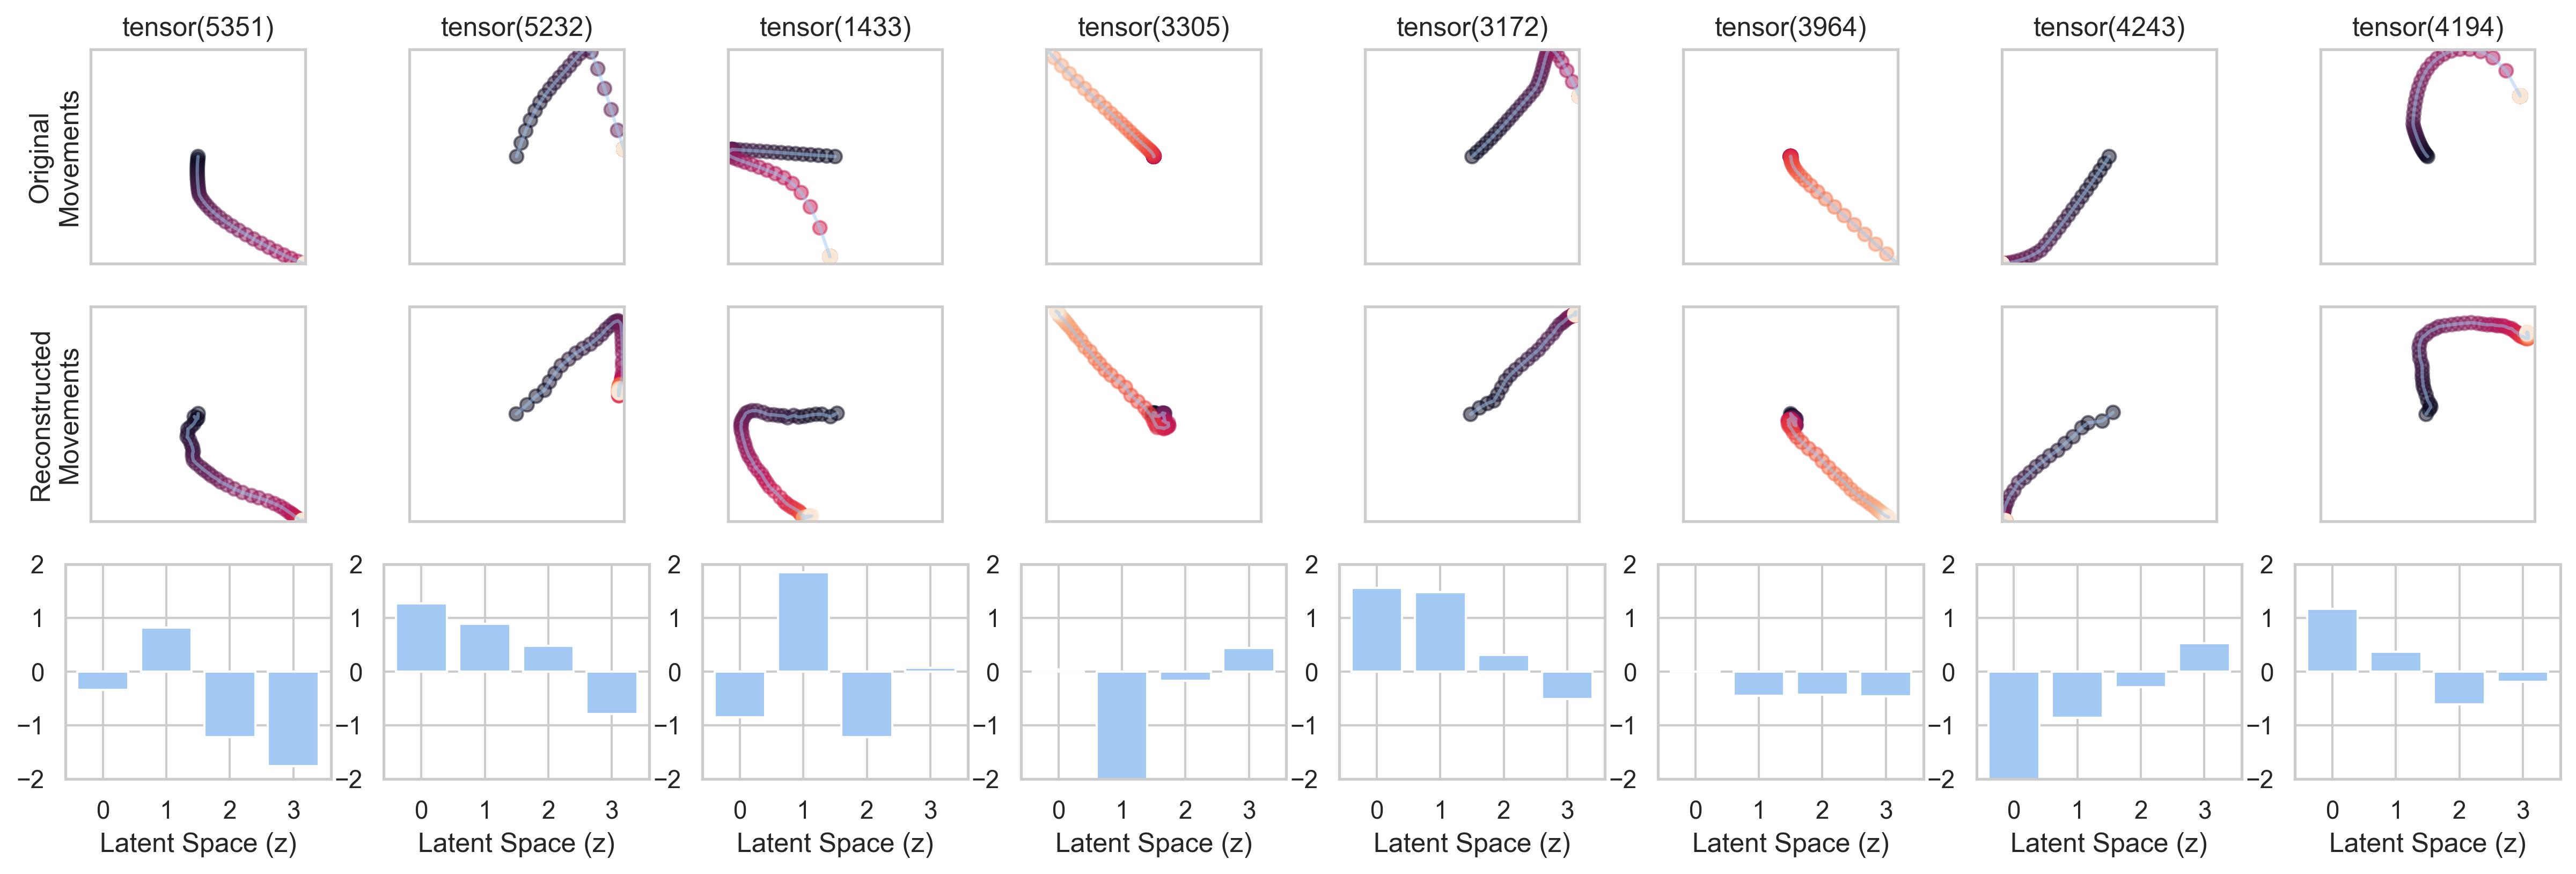 tensor(5351) tensor(5232) tensor(1433) tensor(3305) tensor(3172) tensor(3964) tensor(4243) tensor(4194)
Original
Movements
Reconstructed
Movements
2 2 2 2 2 2 2 2
1 1 1 1 1 1 1 1
0 0 0 0 0 0 0 0
−1 −1 −1 −1 −1 −1 −1 −1
−2 −2 −2 −2 −2 −2 −2 −2
0 1 2 3 0 1 2 3 0 1 2 3 0 1 2 3 0 1 2 3 0 1 2 3 0 1 2 3 0 1 2 3
Latent Space (z) Latent Space (z) Latent Space (z) Latent Space (z) Latent Space (z) Latent Space (z) Latent Space (z) Latent Space (z)